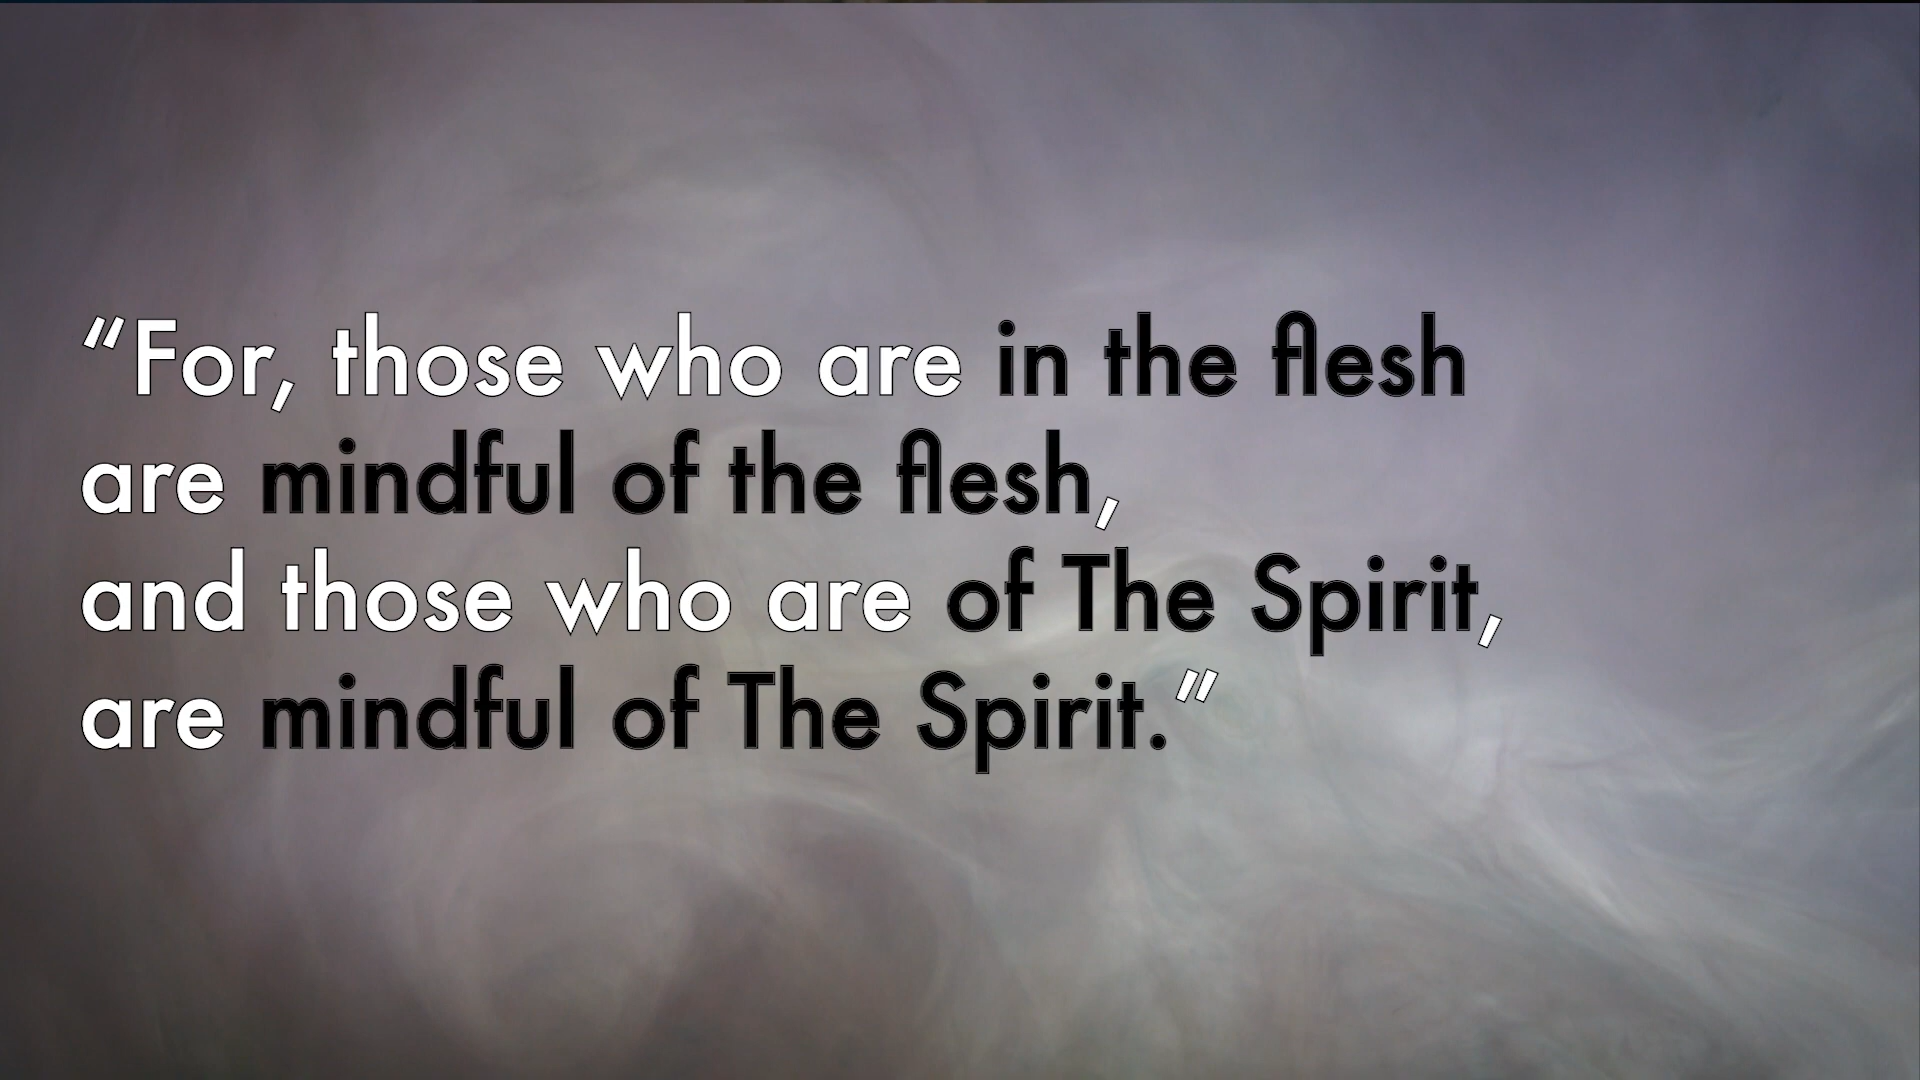 “For, those who are in the flesh
are mindful of the flesh,
and those who are of The Spirit,
are mindful of The Spirit.”